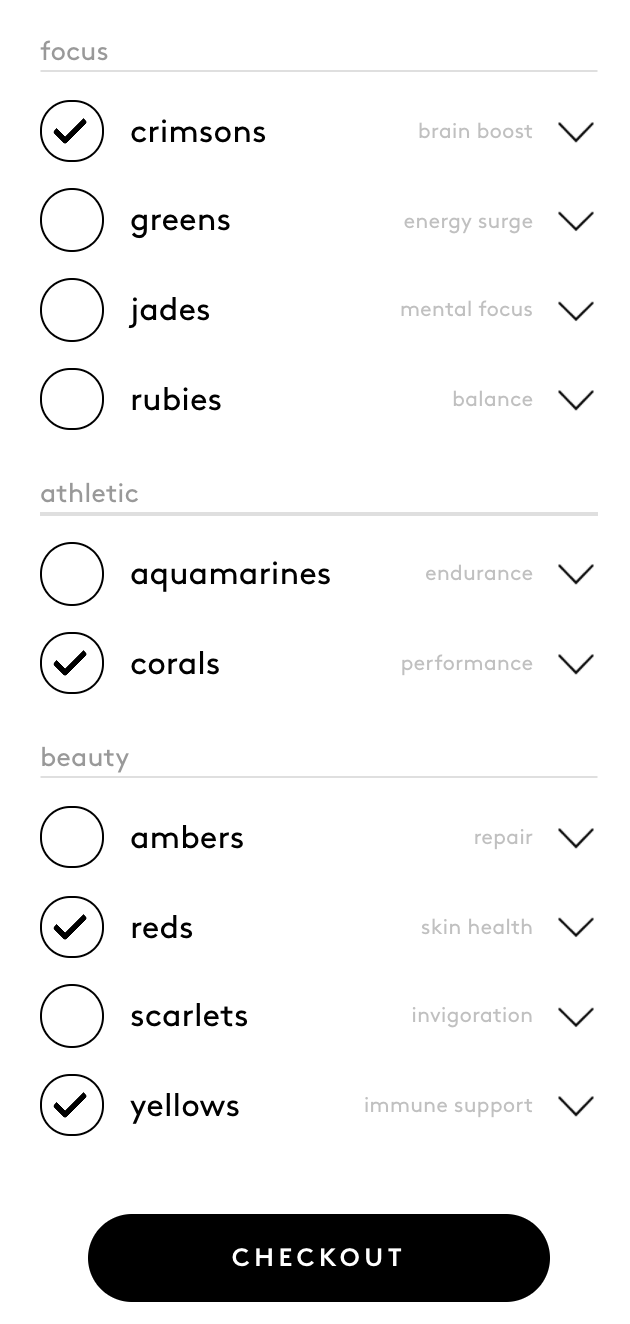 focus
crimsons brain boost
greens energy surge
jades mental focus
rubies balance
athletic
aquamarines endurance
corals performance
beauty
ambers repair
reds skin health
scarlets invigoration
yellows immune support
CHECKOUT